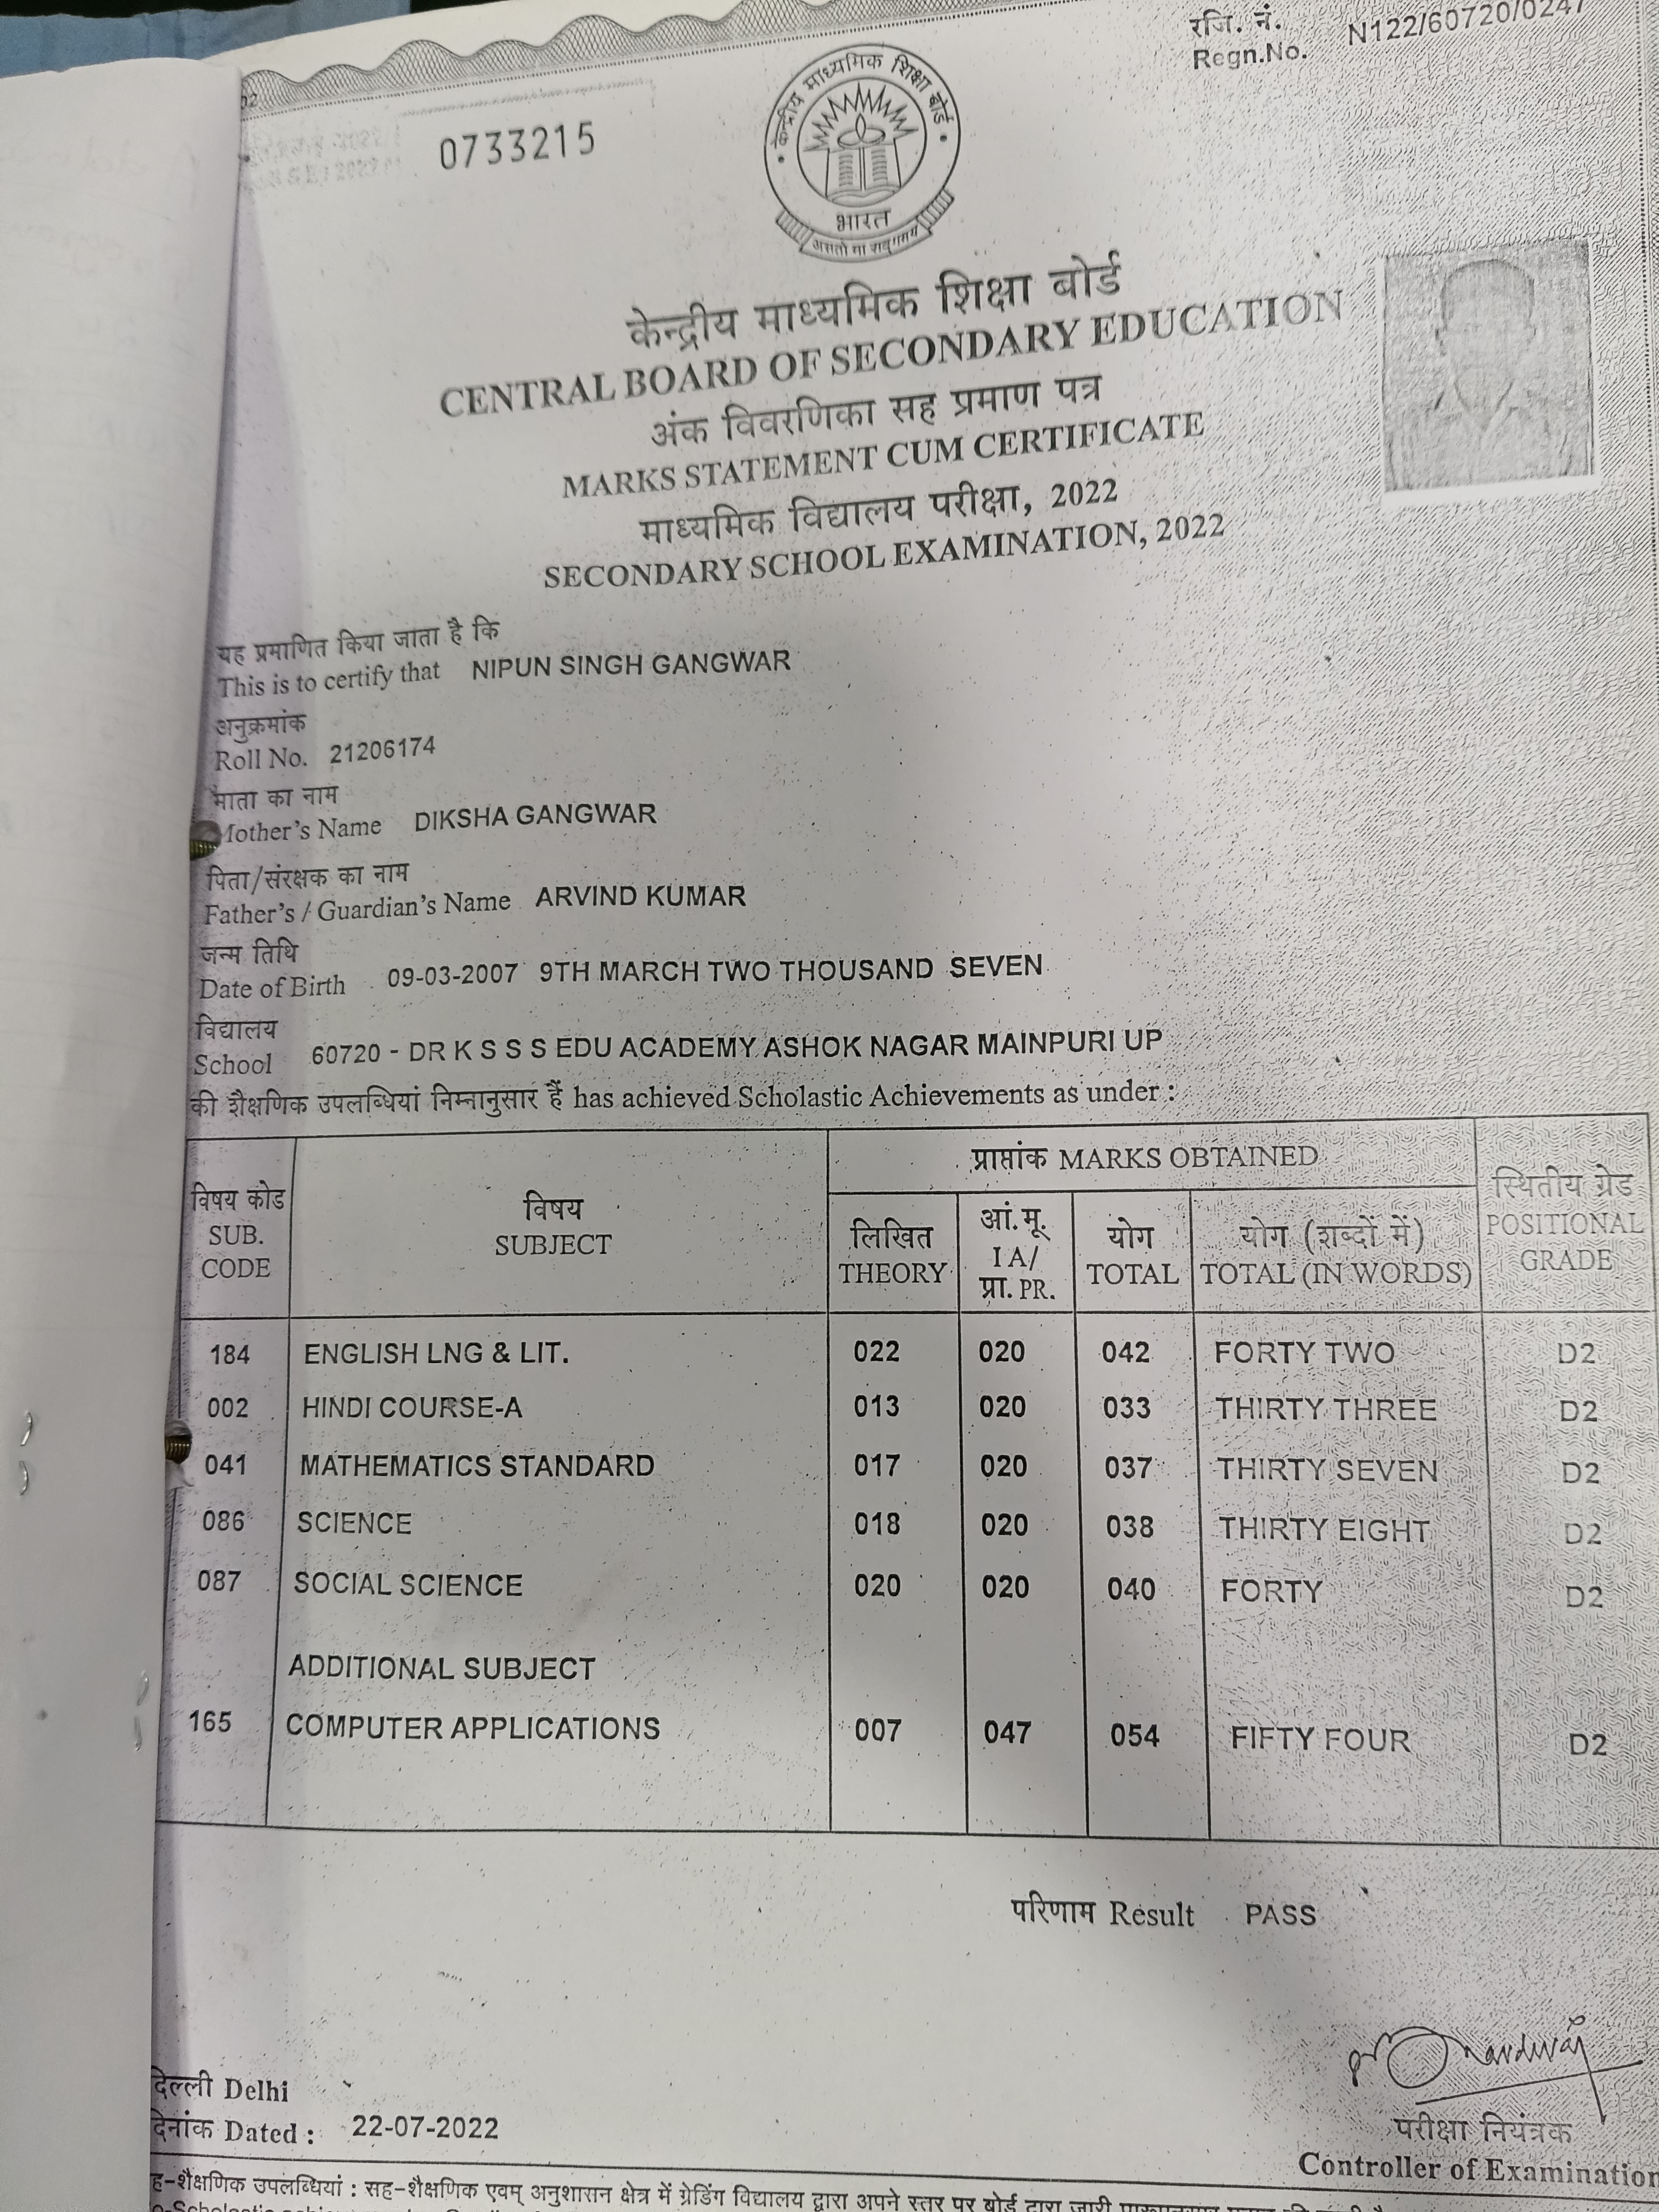 रजि. नं.
Regn.No. N122/60720/0247
0733215
केन्द्रीय माध्यमिक शिक्षा बोर्ड
भारत
असतो मा सद्गमय
केन्द्रीय माध्यमिक शिक्षा बोर्ड
CENTRAL BOARD OF SECONDARY EDUCATION
अंक विवरणिका सह प्रमाण पत्र
MARKS STATEMENT CUM CERTIFICATE
माध्यमिक विद्यालय परीक्षा, 2022
SECONDARY SCHOOL EXAMINATION, 2022
यह प्रमाणित किया जाता है कि
This is to certify that NIPUN SINGH GANGWAR
अनुक्रमांक
Roll No. 21206174
माता का नाम
Mother's Name DIKSHA GANGWAR
पिता/संरक्षक का नाम
Father's / Guardian's Name ARVIND KUMAR
जन्म तिथि
Date of Birth 09-03-2007 9TH MARCH TWO THOUSAND SEVEN
विद्यालय
School 60720 - DR K S S S EDU ACADEMY ASHOK NAGAR MAINPURI UP
की शैक्षणिक उपलब्धियां निम्नानुसार हैं has achieved Scholastic Achievements as under :
विषय कोड SUB. CODE
विषय SUBJECT
प्राप्तांक MARKS OBTAINED
लिखित THEORY
आं.मू. I A/ प्रा. PR.
योग TOTAL
योग (शब्दों में) TOTAL (IN WORDS)
स्थितीय ग्रेड POSITIONAL GRADE
184 ENGLISH LNG & LIT. 022 020 042 FORTY TWO D2
002 HINDI COURSE-A 013 020 033 THIRTY THREE D2
041 MATHEMATICS STANDARD 017 020 037 THIRTY SEVEN D2
086 SCIENCE 018 020 038 THIRTY EIGHT D2
087 SOCIAL SCIENCE 020 020 040 FORTY D2
ADDITIONAL SUBJECT
165 COMPUTER APPLICATIONS 007 047 054 FIFTY FOUR D2
परिणाम Result PASS
दिल्ली Delhi
दिनांक Dated : 22-07-2022
परीक्षा नियंत्रक
Controller of Examination
ह-शैक्षणिक उपलब्धियां : सह-शैक्षणिक एवम् अनुशासन क्षेत्र में ग्रेडिंग विद्यालय द्वारा अपने स्तर पर बोर्ड द्वारा जारी